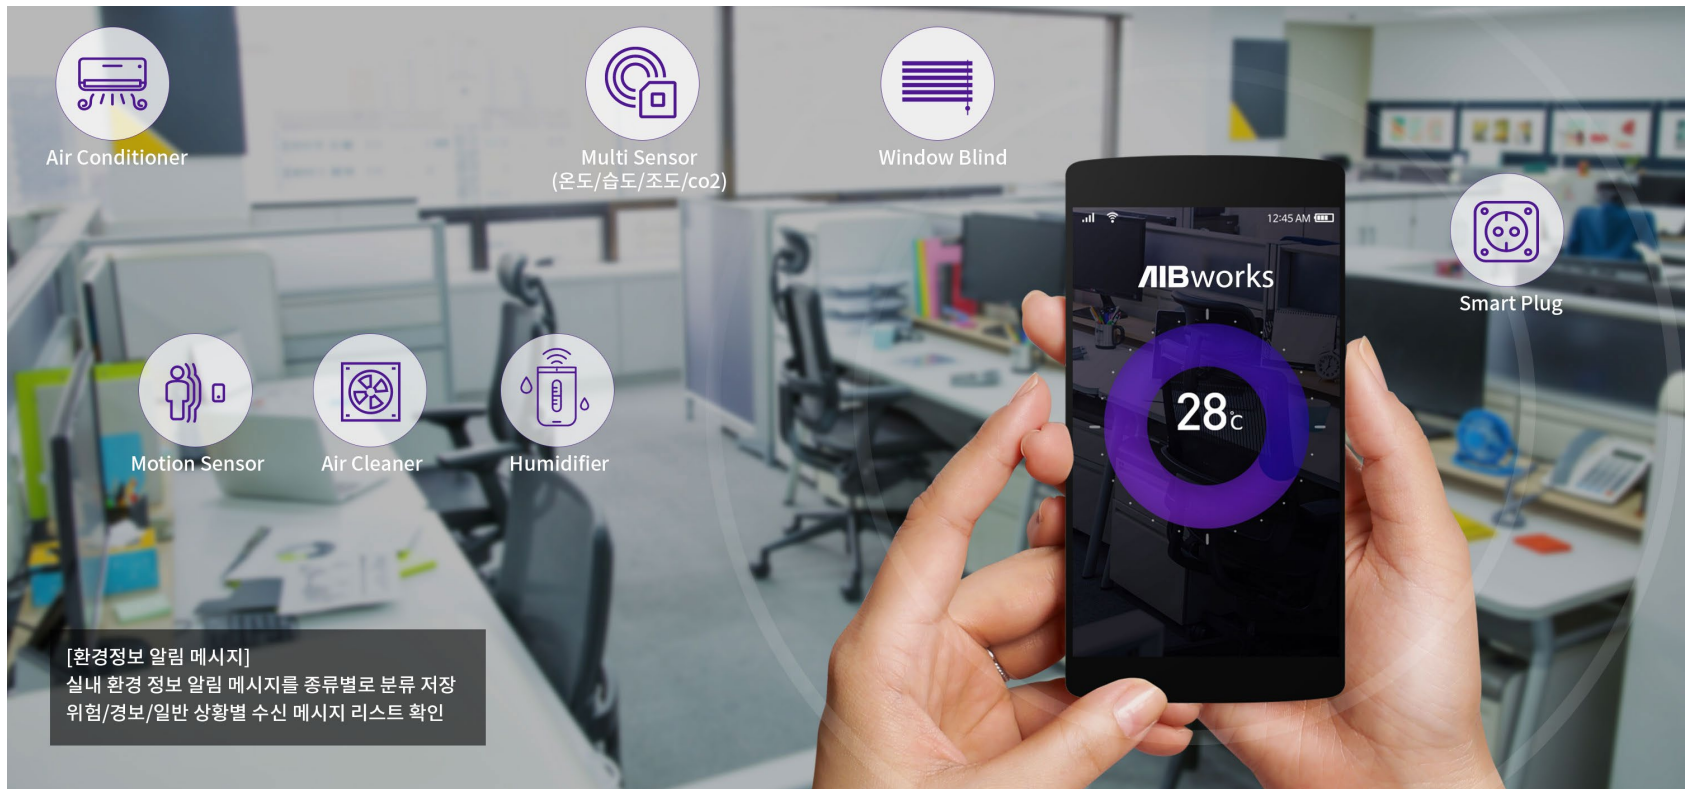 Air Conditioner
Multi Sensor
(온도/습도/조도/co2)
Window Blind
12:45 AM
AIBworks
28°C
Smart Plug
Motion Sensor
Air Cleaner
Humidifier
[환경정보 알림 메시지]
실내 환경 정보 알림 메시지를 종류별로 분류 저장
위험/경보/일반 상황별 수신 메시지 리스트 확인